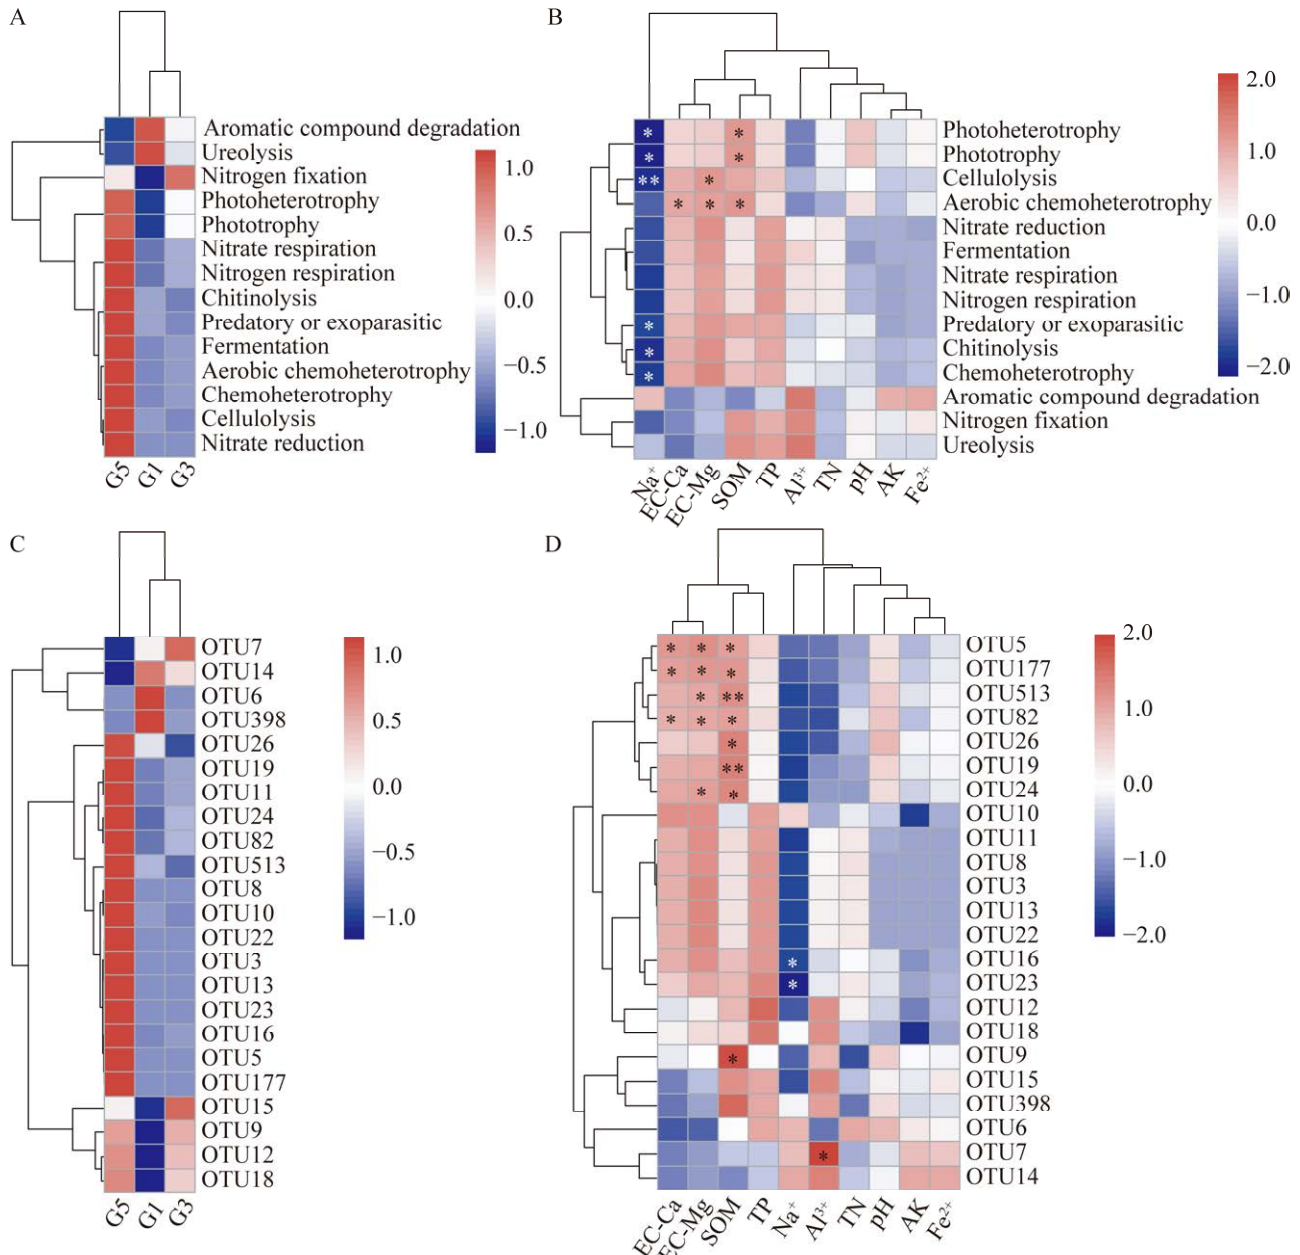 A
Aromatic compound degradation
Ureolysis
Nitrogen fixation
Photoheterotrophy
Phototrophy
Nitrate respiration
Nitrogen respiration
Chitinolysis
Predatory or exoparasitic
Fermentation
Aerobic chemoheterotrophy
Chemoheterotrophy
Cellulolysis
Nitrate reduction
1.0
0.5
0.0
−0.5
−1.0
G5 G1 G3
B
* *
* *
** *
* * *
*
*
*
Photoheterotrophy
Phototrophy
Cellulolysis
Aerobic chemoheterotrophy
Nitrate reduction
Fermentation
Nitrate respiration
Nitrogen respiration
Predatory or exoparasitic
Chitinolysis
Chemoheterotrophy
Aromatic compound degradation
Nitrogen fixation
Ureolysis
2.0
1.0
0.0
−1.0
−2.0
Na⁺ EC-Ca EC-Mg SOM TP Al³⁺ TN pH AK Fe²⁺
C
OTU7
OTU14
OTU6
OTU398
OTU26
OTU19
OTU11
OTU24
OTU82
OTU513
OTU8
OTU10
OTU22
OTU3
OTU13
OTU23
OTU16
OTU5
OTU177
OTU15
OTU9
OTU12
OTU18
1.0
0.5
0.0
−0.5
−1.0
G5 G1 G3
D
* * *
* * *
* **
* * *
*
**
* *
*
*
*
*
OTU5
OTU177
OTU513
OTU82
OTU26
OTU19
OTU24
OTU10
OTU11
OTU8
OTU3
OTU13
OTU22
OTU16
OTU23
OTU12
OTU18
OTU9
OTU15
OTU398
OTU6
OTU7
OTU14
2.0
1.0
0.0
−1.0
−2.0
EC-Ca EC-Mg SOM TP Na⁺ Al³⁺ TN pH AK Fe²⁺